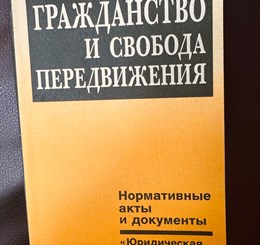 ГРАЖДАНСТВО
И СВОБОДА
ПЕРЕДВИЖЕНИЯ
Нормативные
акты
и документы
«Юридическая